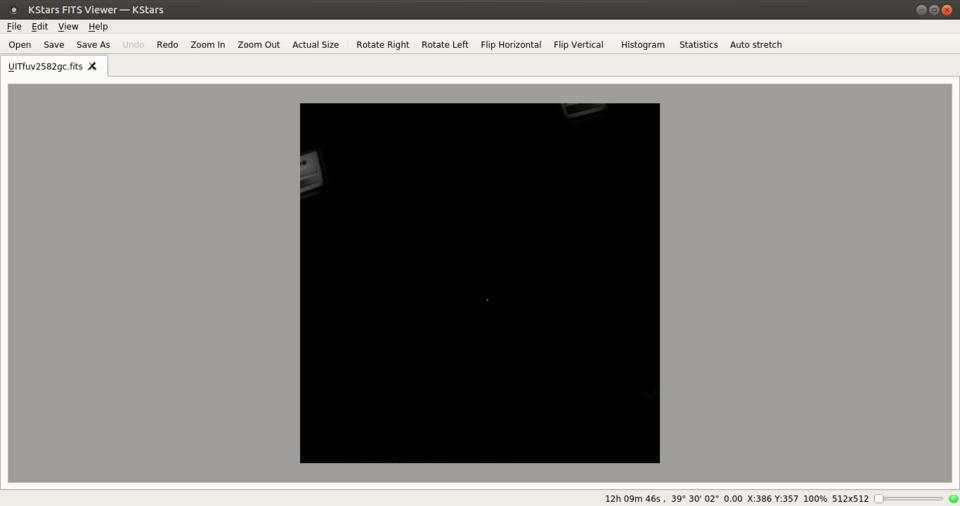 KStars FITS Viewer — KStars
File Edit View Help
Open Save Save As Undo Redo Zoom In Zoom Out Actual Size Rotate Right Rotate Left Flip Horizontal Flip Vertical Histogram Statistics Auto stretch
UITfuv2582gc.fits
12h 09m 46s , 39° 30' 02" 0.00 X:386 Y:357 100% 512x512